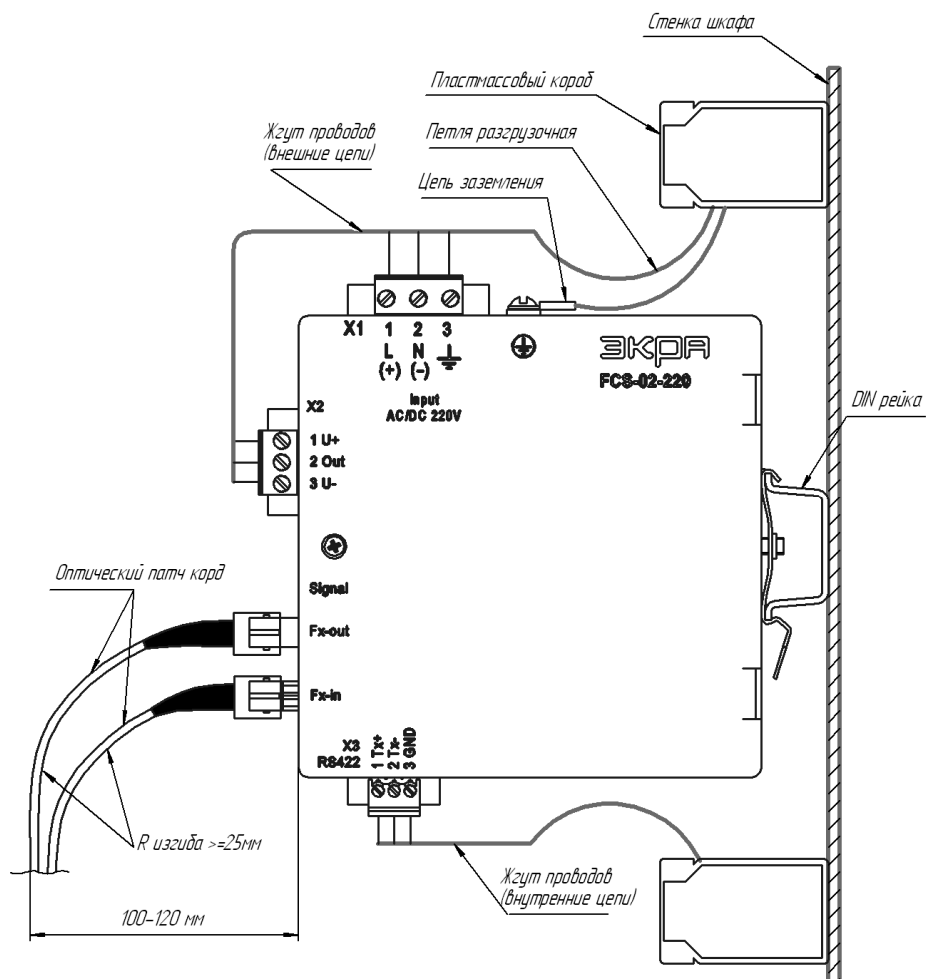 Стенка шкафа
Пластмассовый короб
Жгут проводов
(внешние цепи)
Петля разгрузочная
Цепь заземления
X1 1 2 3
L N
(+) (-)
Input
AC/DC 220V
ЭКРА
FCS-02-220
DIN рейка
X2
1 U+
2 Out
3 U-
Оптический патч корд
Signal
Fx-out
Fx-in
X3
RS422
1 Tx+
2 Tx-
3 GND
R изгиба >=25мм
Жгут проводов
(внутренние цепи)
100-120 мм